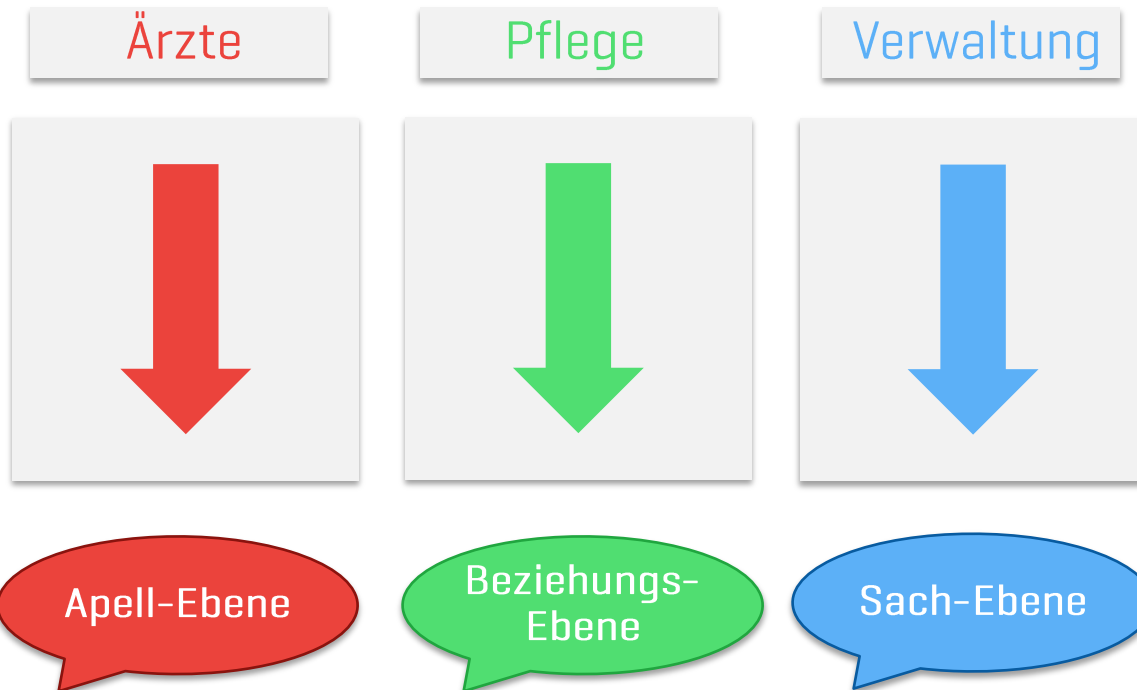 Ärzte
Pflege
Verwaltung
Apell-Ebene
Beziehungs-
Ebene
Sach-Ebene